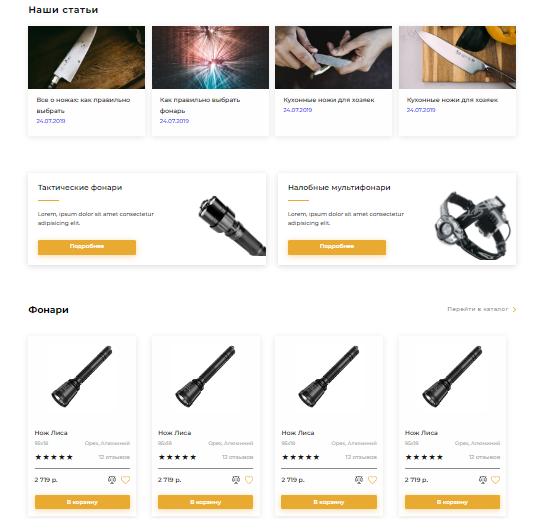 Наши статьи
Все о ножах: как правильно
выбрать
24.07.2019
Как правильно выбрать
фонарь
24.07.2019
Кухонные ножи для хозяек
24.07.2019
Кухонные ножи для хозяек
24.07.2019
Тактические фонари
Lorem, ipsum dolor sit amet consectetur
adipisicing elit.
Подробнее
Налобные мультифонари
Lorem, ipsum dolor sit amet consectetur
adipisicing elit.
Подробнее
Фонари
Перейти в каталог
Нож Лиса
95х18 Орех, Алюминий
12 отзывов
2 719 р.
В корзину
Нож Лиса
95х18 Орех, Алюминий
12 отзывов
2 719 р.
В корзину
Нож Лиса
95х18 Орех, Алюминий
12 отзывов
2 719 р.
В корзину
Нож Лиса
95х18 Орех, Алюминий
12 отзывов
2 719 р.
В корзину